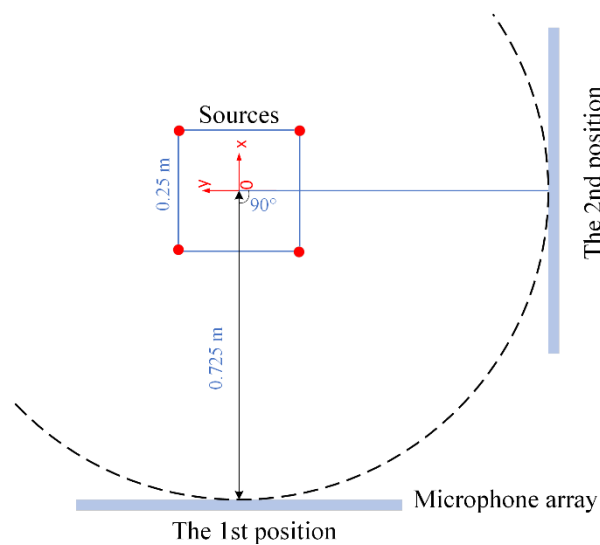 Sources
x
y
O
90°
0.25 m
0.725 m
The 2nd position
Microphone array
The 1st position